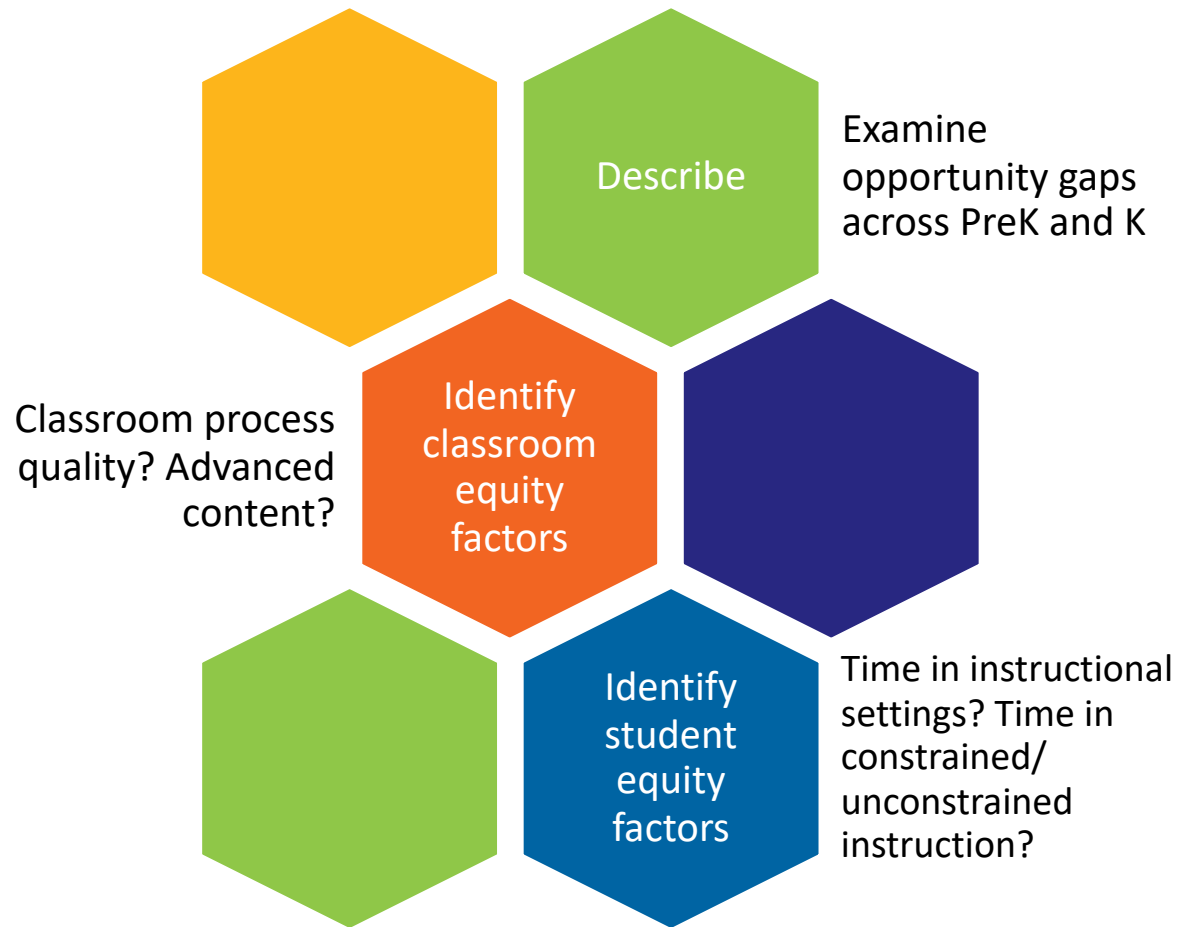 Describe
Examine
opportunity gaps
across PreK and K
Classroom process
quality? Advanced
content?
Identify
classroom
equity
factors
Identify
student
equity
factors
Time in instructional
settings? Time in
constrained/
unconstrained
instruction?